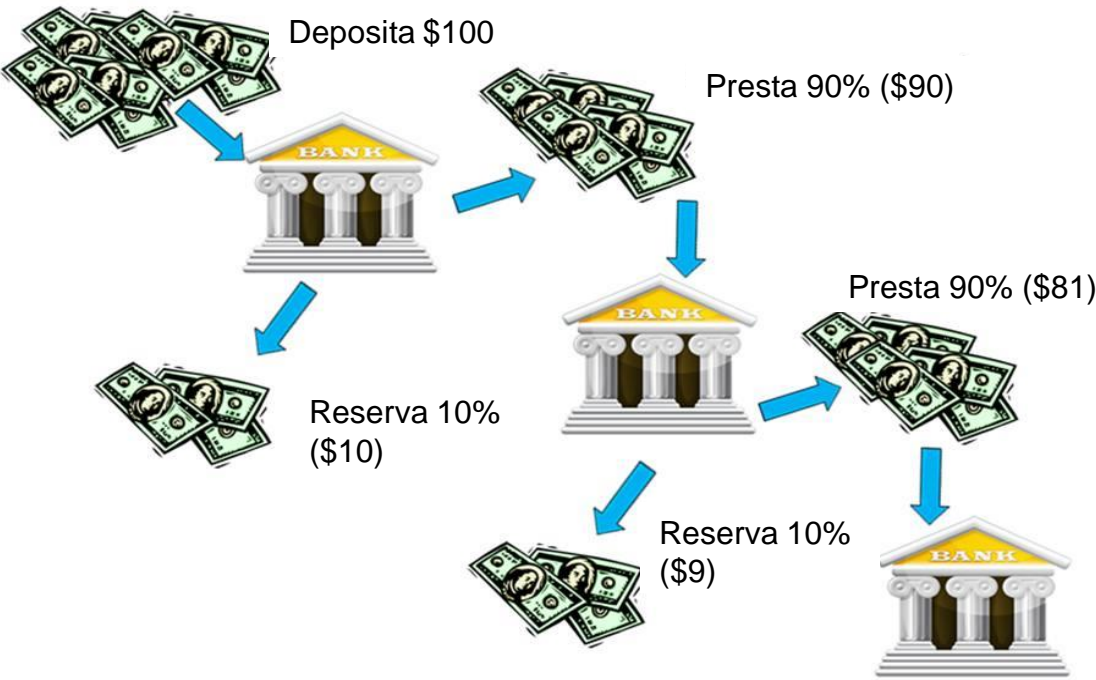 Deposita $100
Presta 90% ($90)
BANK
Presta 90% ($81)
BANK
Reserva 10%
($10)
Reserva 10%
($9)
BANK